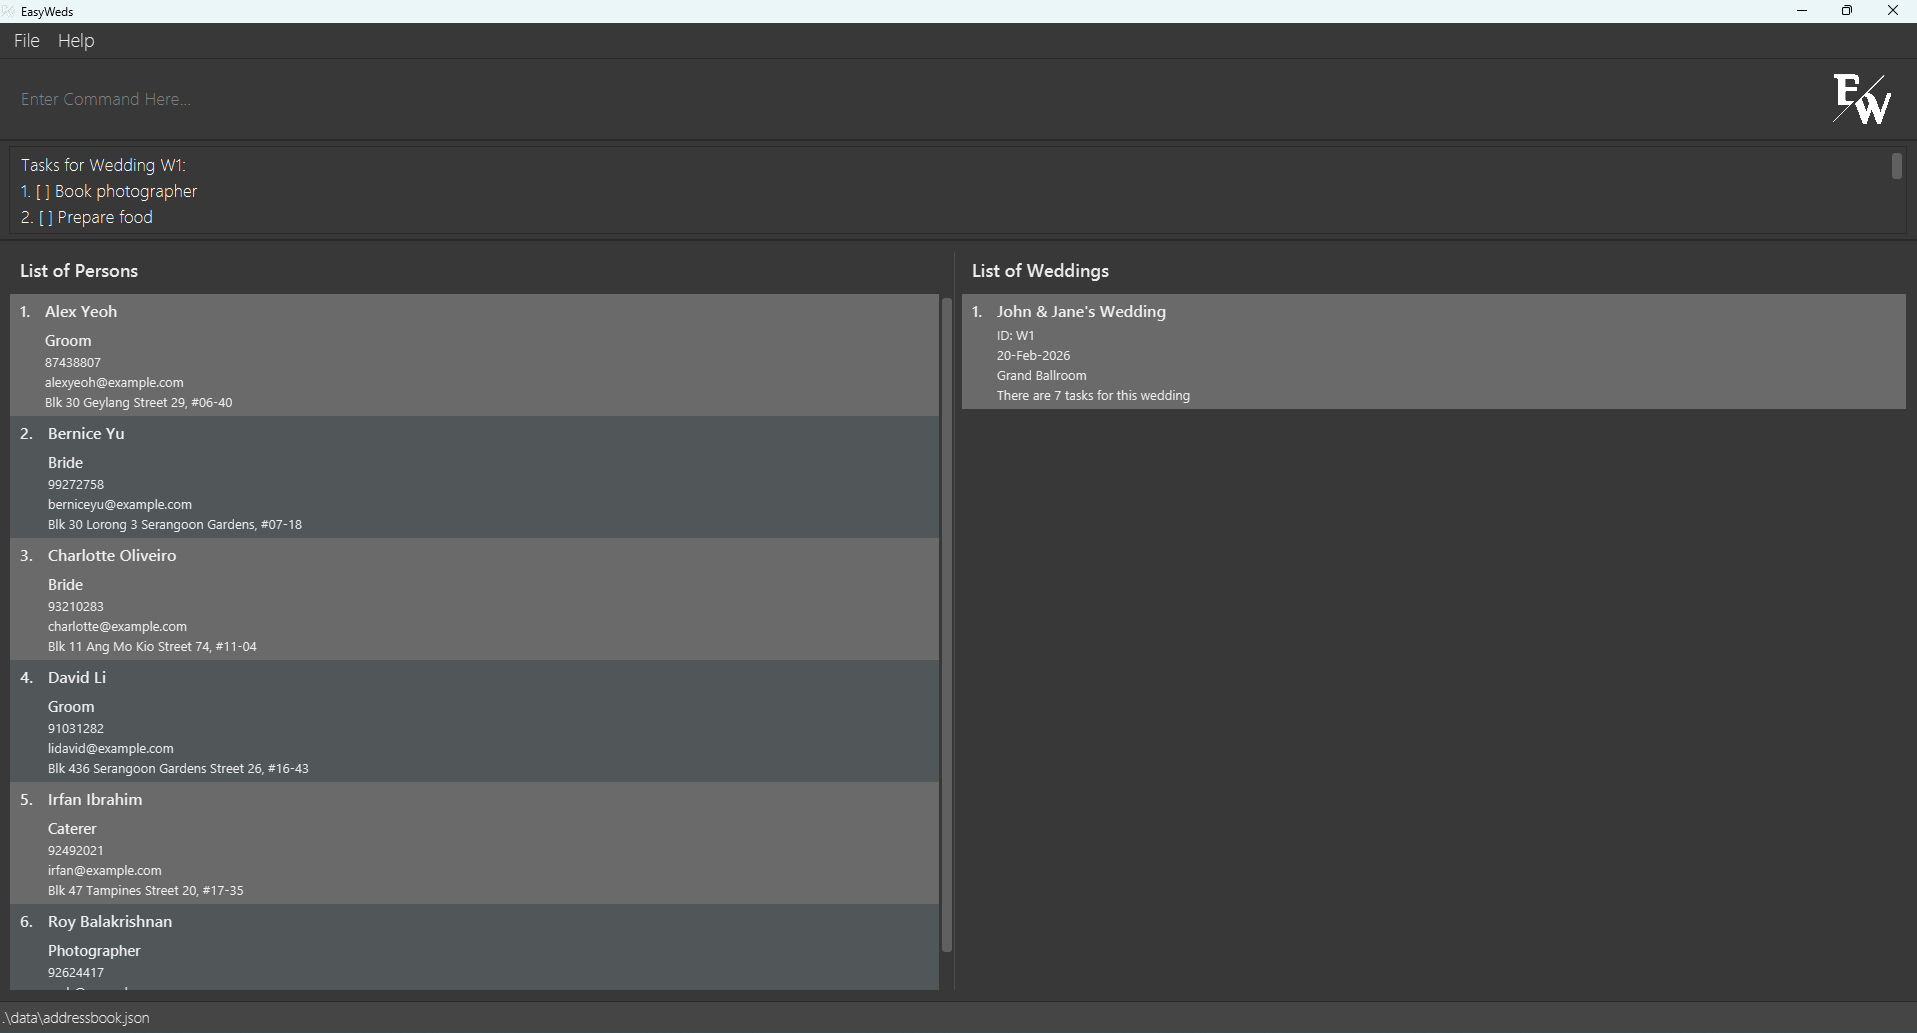 EasyWeds
File Help
Enter Command Here...
EW
Tasks for Wedding W1:
1. [ ] Book photographer
2. [ ] Prepare food
List of Persons
1. Alex Yeoh
Groom
87438807
alexyeoh@example.com
Blk 30 Geylang Street 29, #06-40
2. Bernice Yu
Bride
99272758
berniceyu@example.com
Blk 30 Lorong 3 Serangoon Gardens, #07-18
3. Charlotte Oliveiro
Bride
93210283
charlotte@example.com
Blk 11 Ang Mo Kio Street 74, #11-04
4. David Li
Groom
91031282
lidavid@example.com
Blk 436 Serangoon Gardens Street 26, #16-43
5. Irfan Ibrahim
Caterer
92492021
irfan@example.com
Blk 47 Tampines Street 20, #17-35
6. Roy Balakrishnan
Photographer
92624417
List of Weddings
1. John & Jane's Wedding
ID: W1
20-Feb-2026
Grand Ballroom
There are 7 tasks for this wedding
.\data\addressbook.json